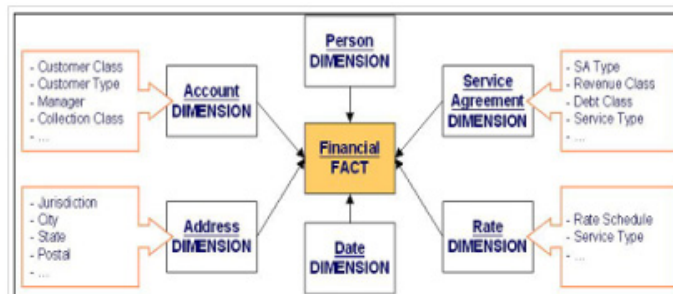 Person
DIMENSION
- Customer Class
- Customer Type
- Manager
- Collection Class
- ...
Account
DIMENSION
Service
Agreement
DIMENSION
- SA Type
- Revenue Class
- Debt Class
- Service Type
- ...
Financial
FACT
- Jurisdiction
- City
- State
- Postal
- ...
Address
DIMENSION
Date
DIMENSION
Rate
DIMENSION
- Rate Schedule
- Service Type
- ...